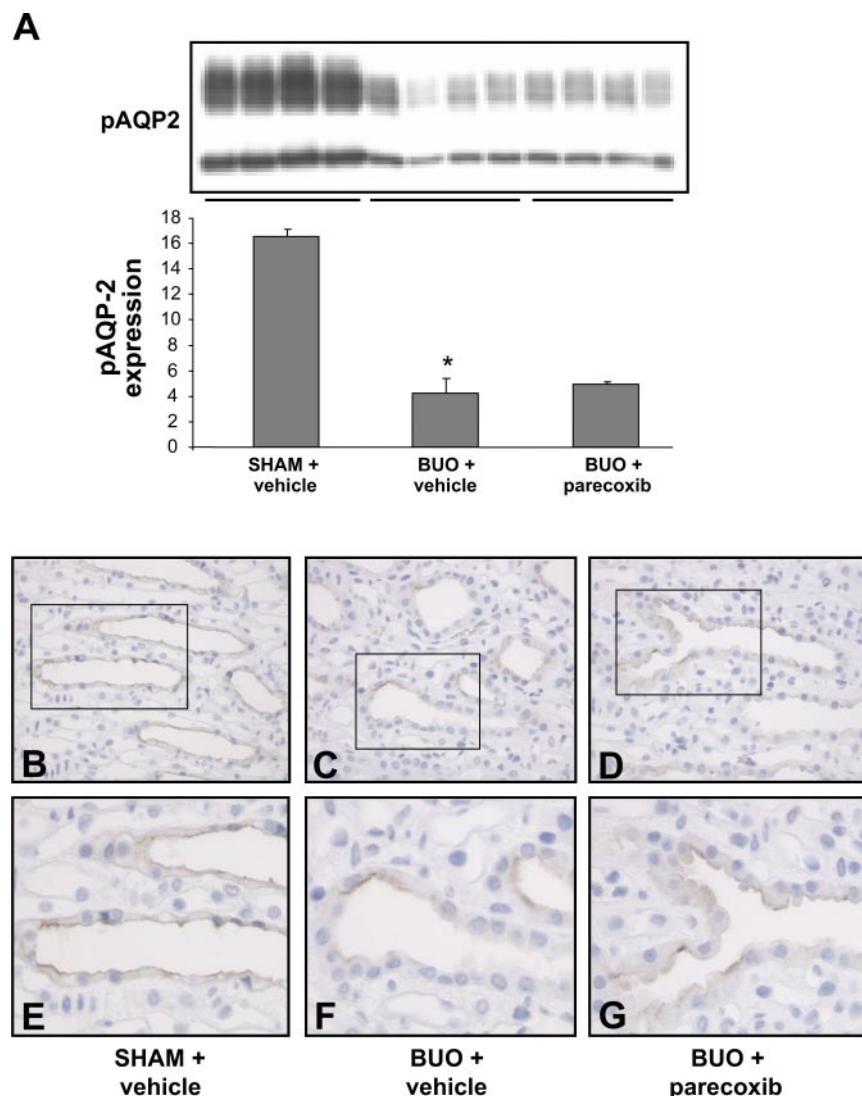 A
pAQP2
pAQP-2
expression
18
16
14
12
10
8
6
4
2
0
*
SHAM +
vehicle
BUO +
vehicle
BUO +
parecoxib
B
C
D
E
F
G
SHAM +
vehicle
BUO +
vehicle
BUO +
parecoxib